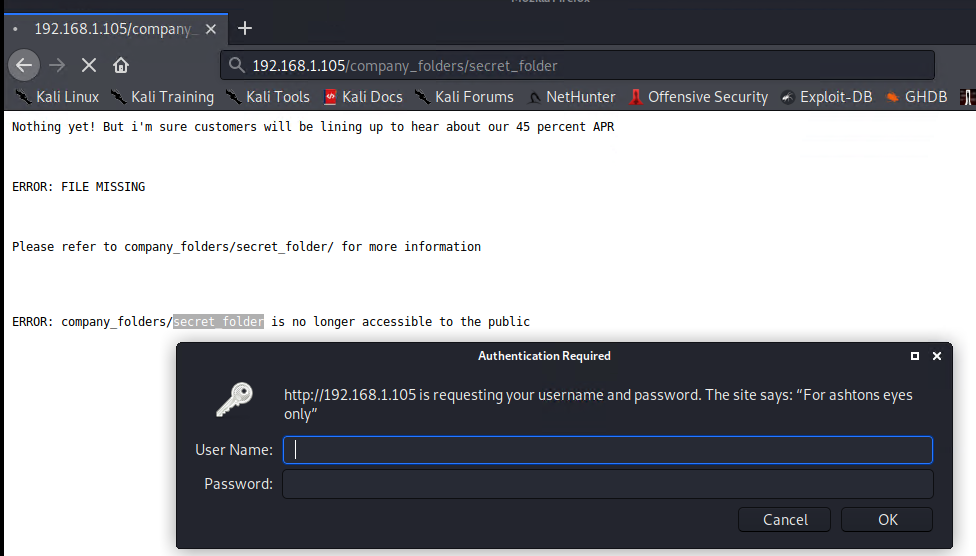 Mozilla Firefox
192.168.1.105/company_
192.168.1.105/company_folders/secret_folder
Kali Linux Kali Training Kali Tools Kali Docs Kali Forums NetHunter Offensive Security Exploit-DB GHDB
Nothing yet! But i'm sure customers will be lining up to hear about our 45 percent APR
ERROR: FILE MISSING
Please refer to company_folders/secret_folder/ for more information
ERROR: company_folders/secret_folder is no longer accessible to the public
Authentication Required
http://192.168.1.105 is requesting your username and password. The site says: “For ashtons eyes
only”
User Name:
Password:
Cancel OK